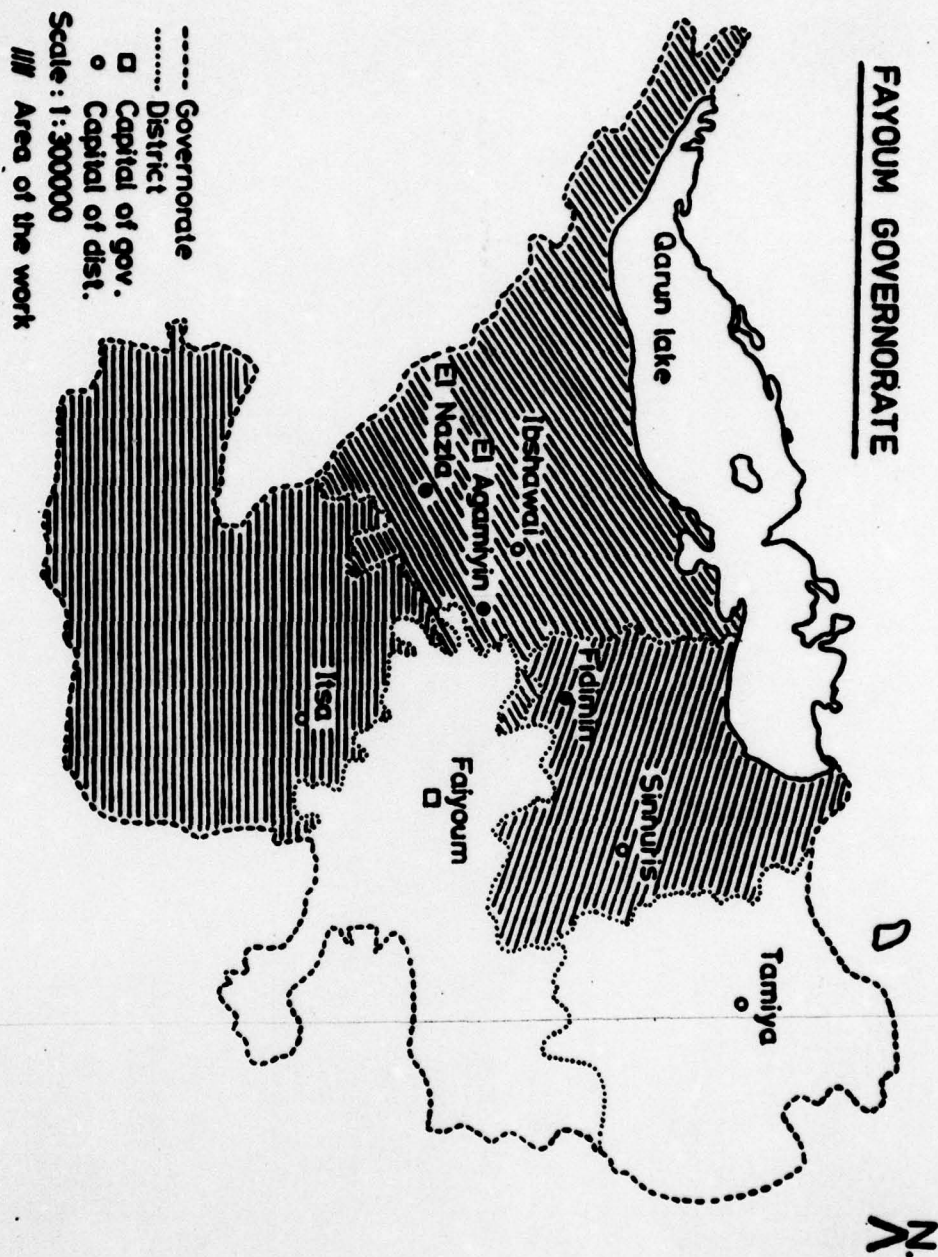 FAYOUM GOVERNORATE
N
Qarun lake
Tamiya
Sinnuris
Fidimin
Ibshawai
El Agamiyin
El Nazla
Faiyoum
Itsa
---- Governorate
...... District
□ Capital of gov.
○ Capital of dist.
Scale : 1 : 300000
//// Area of the work